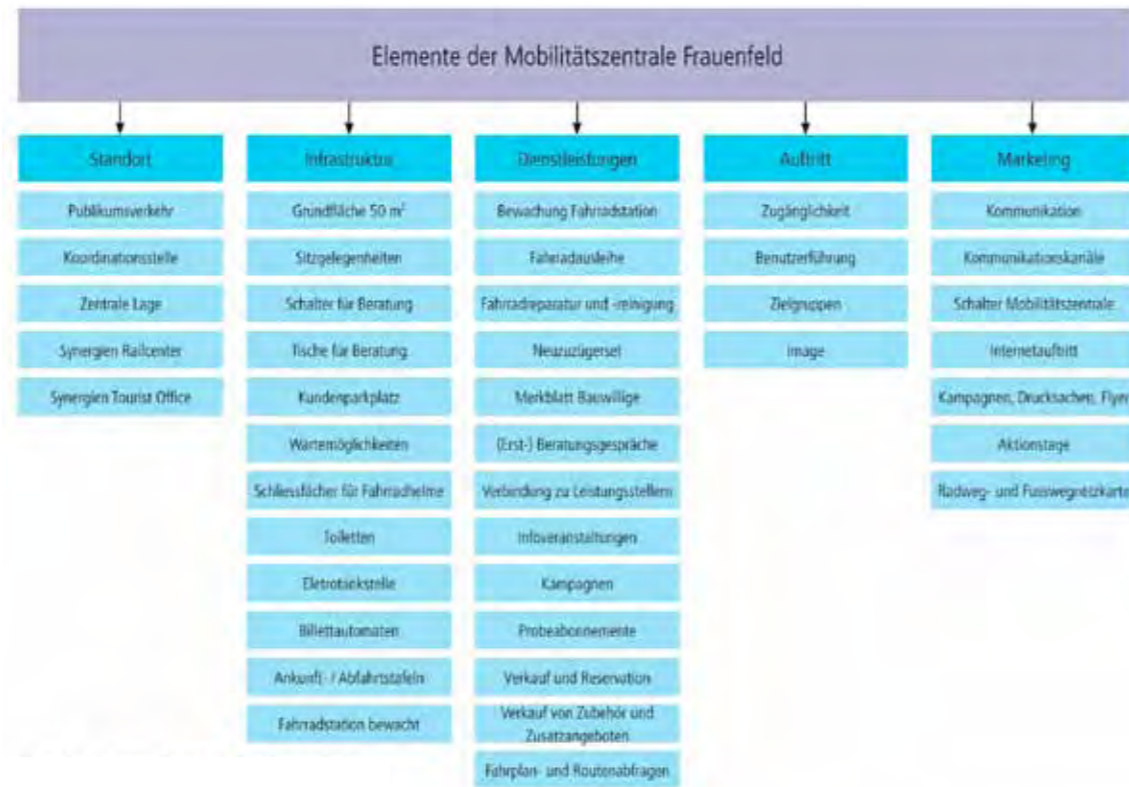 Elemente der Mobilitätszentrale Frauenfeld
Standort
Publikumsverkehr
Koordinationsstelle
Zentrale Lage
Synergien Railcenter
Synergien Tourist Office
Infrastruktur
Grundfläche 50 m²
Sitzgelegenheiten
Schalter für Beratung
Tische für Beratung
Kundenparkplatz
Wartemöglichkeiten
Schliessfächer für Fahrradhelme
Toiletten
Eletrotankstelle
Billettautomaten
Ankunft- / Abfahrtstafeln
Fahrradstation bewacht
Dienstleistungen
Bewachung Fahrradstation
Fahrradausleihe
Fahrradreparatur und -reinigung
Neuzuzügerset
Merkblatt Bauwillige
(Erst-) Beratungsgespräche
Verbindung zu Leistungsstellern
Infoveranstaltungen
Kampagnen
Probeabonnemente
Verkauf und Reservation
Verkauf von Zubehör und
Zusatzangeboten
Fahrplan- und Routenabfragen
Auftritt
Zugänglichkeit
Benutzerführung
Zielgruppen
Image
Marketing
Kommunikation
Kommunikationskanäle
Schalter Mobilitätszentrale
Internetauftritt
Kampagnen, Drucksachen, Flyer
Aktionstage
Radweg- und Fusswegnetzkarte